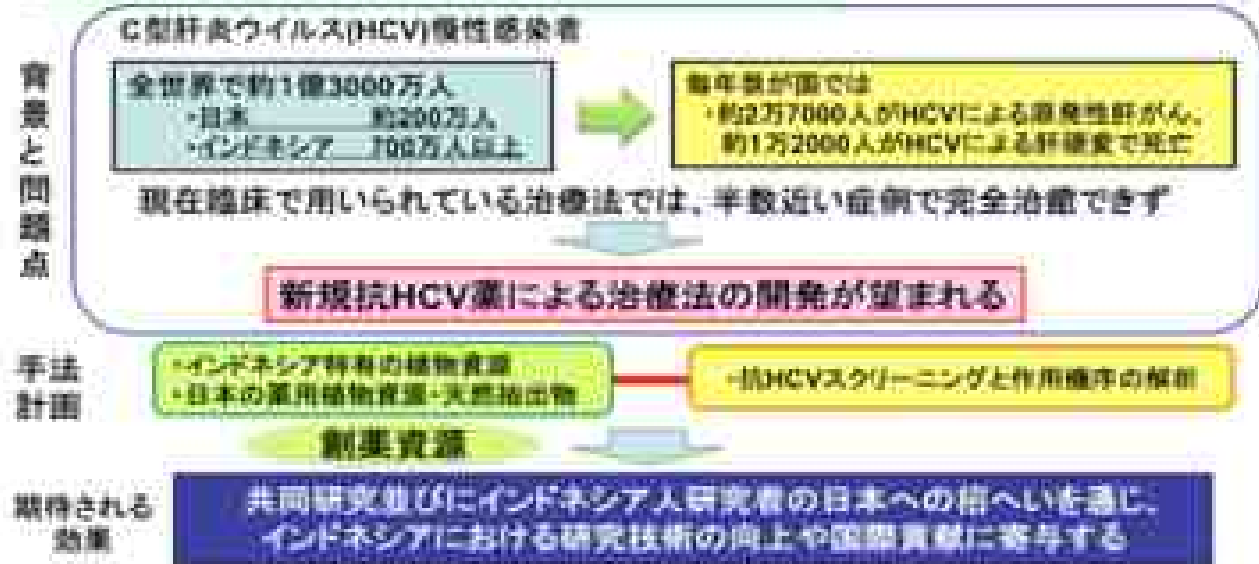 C型肝炎ウイルス(HCV)慢性感染者
背景と問題点
全世界で約1億3000万人
・日本 約200万人
・インドネシア 700万人以上
毎年我が国では
・約2万7000人がHCVによる原発性肝がん、
約1万2000人がHCVによる肝硬変で死亡
現在臨床で用いられている治療法では、半数近い症例で完全治癒できず
新規抗HCV薬による治療法の開発が望まれる
手法
計画
・インドネシア特有の植物資源
・日本の薬用植物資源・天然抽出物
・抗HCVスクリーニングと作用機序の解析
創薬資源
期待される
効果
共同研究並びにインドネシア人研究者の日本への招へいを通じ、
インドネシアにおける研究技術の向上や国際貢献に寄与する